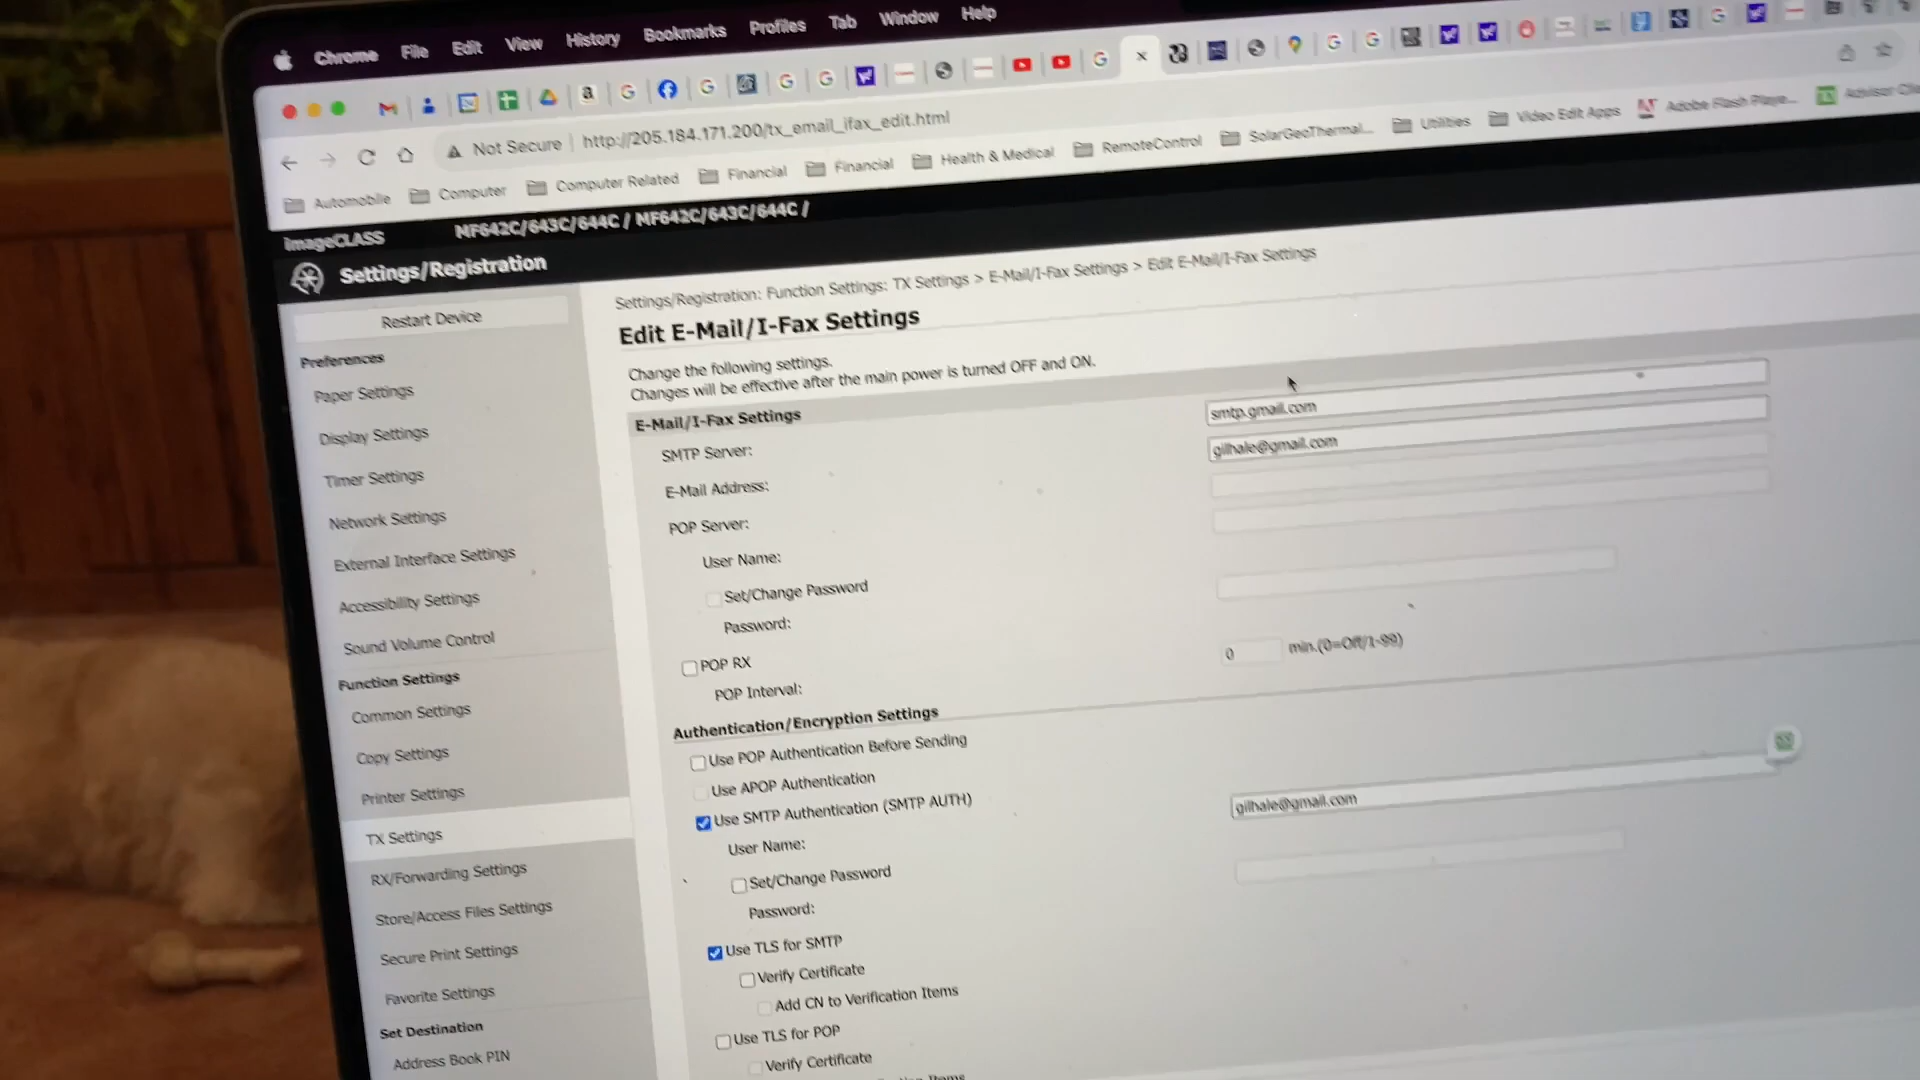 Chrome File Edit View History Bookmarks Profiles Tab Window Help
Not Secure http://205.184.171.200/tx_email_ifax_edit.html
Automobile Computer Computer Related Financial Financial Health & Medical RemoteControl SolarGeoThermal... Utilities Video Edit Apps Adobe Flash Playe...
imageCLASS MF642C/643C/644C / MF642C/643C/644C /
Settings/Registration
Restart Device
Preferences
Paper Settings
Display Settings
Timer Settings
Network Settings
External Interface Settings
Accessibility Settings
Sound Volume Control
Function Settings
Common Settings
Copy Settings
Printer Settings
TX Settings
RX/Forwarding Settings
Store/Access Files Settings
Secure Print Settings
Favorite Settings
Set Destination
Address Book PIN
Settings/Registration: Function Settings: TX Settings > E-Mail/I-Fax Settings > Edit E-Mail/I-Fax Settings
Edit E-Mail/I-Fax Settings
Change the following settings.
Changes will be effective after the main power is turned OFF and ON.
E-Mail/I-Fax Settings
SMTP Server: smtp.gmail.com
E-Mail Address: gilhale@gmail.com
POP Server:
User Name:
Set/Change Password
Password:
POP RX
POP Interval: 0 min.(0=Off/1-99)
Authentication/Encryption Settings
Use POP Authentication Before Sending
Use APOP Authentication
Use SMTP Authentication (SMTP AUTH)
User Name: gilhale@gmail.com
Set/Change Password
Password:
Use TLS for SMTP
Verify Certificate
Add CN to Verification Items
Use TLS for POP
Verify Certificate